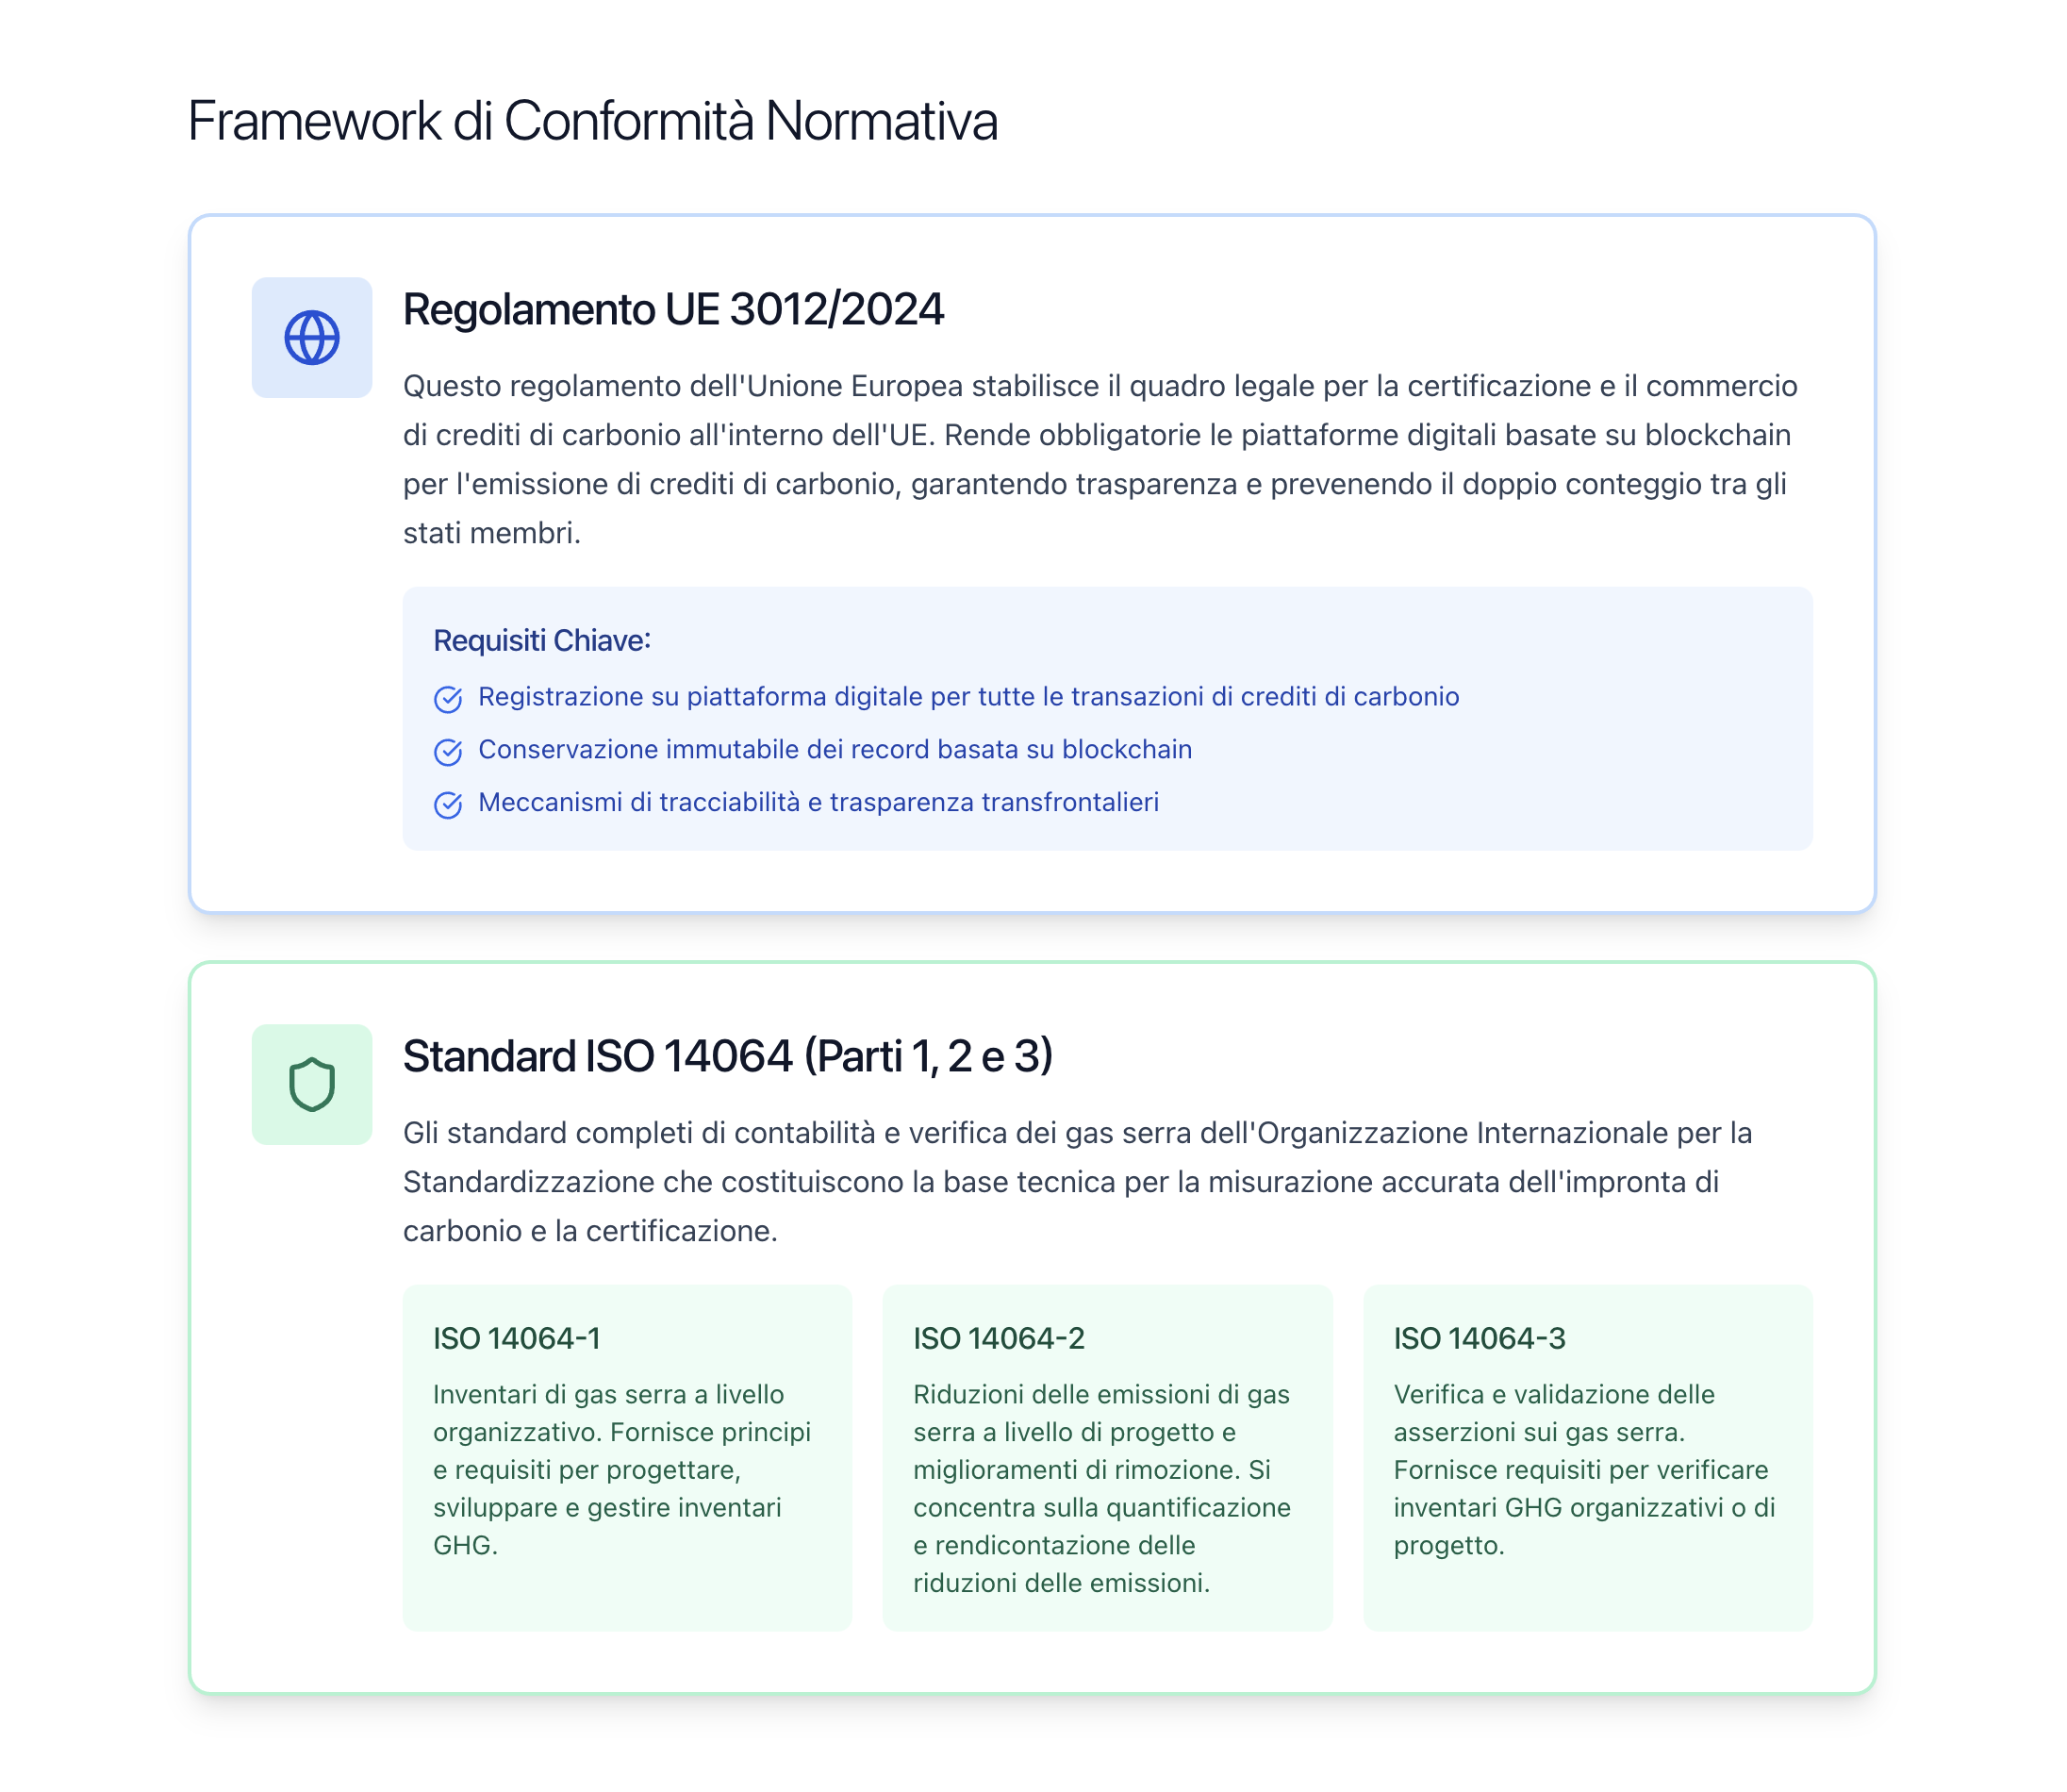 Framework di Conformità Normativa
Regolamento UE 3012/2024
Questo regolamento dell'Unione Europea stabilisce il quadro legale per la certificazione e il commercio
di crediti di carbonio all'interno dell'UE. Rende obbligatorie le piattaforme digitali basate su blockchain
per l'emissione di crediti di carbonio, garantendo trasparenza e prevenendo il doppio conteggio tra gli
stati membri.
Requisiti Chiave:
Registrazione su piattaforma digitale per tutte le transazioni di crediti di carbonio
Conservazione immutabile dei record basata su blockchain
Meccanismi di tracciabilità e trasparenza transfrontalieri
Standard ISO 14064 (Parti 1, 2 e 3)
Gli standard completi di contabilità e verifica dei gas serra dell'Organizzazione Internazionale per la
Standardizzazione che costituiscono la base tecnica per la misurazione accurata dell'impronta di
carbonio e la certificazione.
ISO 14064-1
Inventari di gas serra a livello
organizzativo. Fornisce principi
e requisiti per progettare,
sviluppare e gestire inventari
GHG.
ISO 14064-2
Riduzioni delle emissioni di gas
serra a livello di progetto e
miglioramenti di rimozione. Si
concentra sulla quantificazione
e rendicontazione delle
riduzioni delle emissioni.
ISO 14064-3
Verifica e validazione delle
asserzioni sui gas serra.
Fornisce requisiti per verificare
inventari GHG organizzativi o di
progetto.